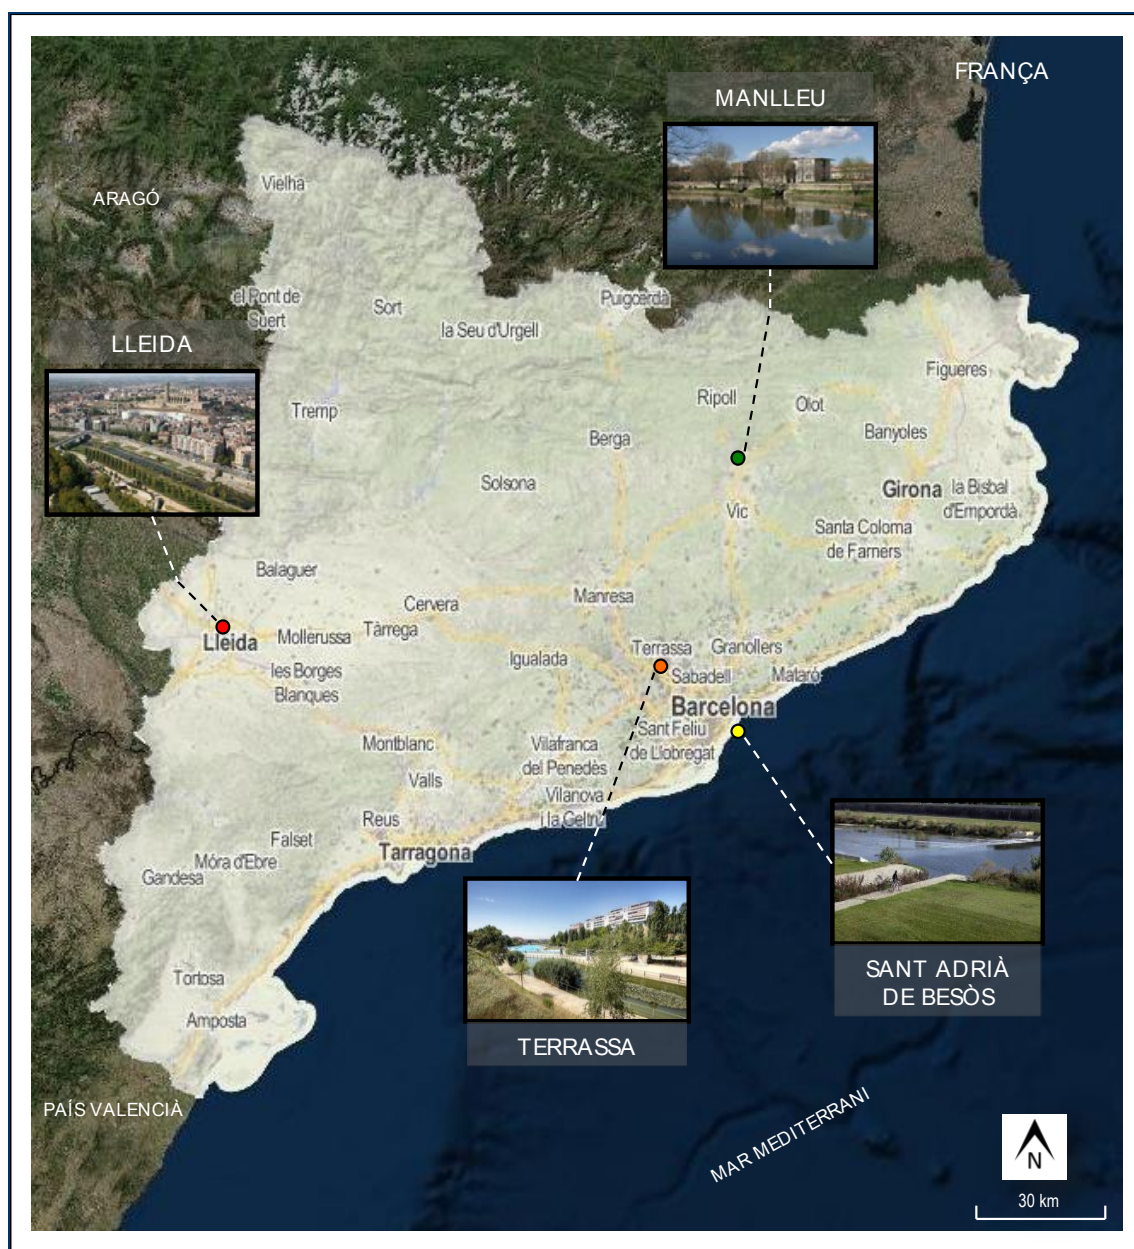 FRANÇA
MANLLEU
Vielha
ARAGÓ
el Pont de
Suert
Sort
la Seu d'Urgell
Puigcerdà
LLEIDA
Figueres
Ripoll
Olot
Tremp
Berga
Banyoles
Solsona
Girona
la Bisbal
d'Empordà
Vic
Santa Coloma
de Farners
Balaguer
Cervera
Manresa
Lleida
Mollerussa
Tàrrega
Igualada
Terrassa
Granollers
les Borges
Blanques
Sabadell
Mataró
Barcelona
Sant Feliu
de Llobregat
Montblanc
Vilafranca
del Penedès
Valls
Vilanova
i la Geltrú
Reus
Falset
Tarragona
Móra d'Ebre
Gandesa
SANT ADRIÀ
DE BESÒS
Tortosa
Amposta
TERRASSA
PAÍS VALENCIÀ
MAR MEDITERRANI
N
30 km